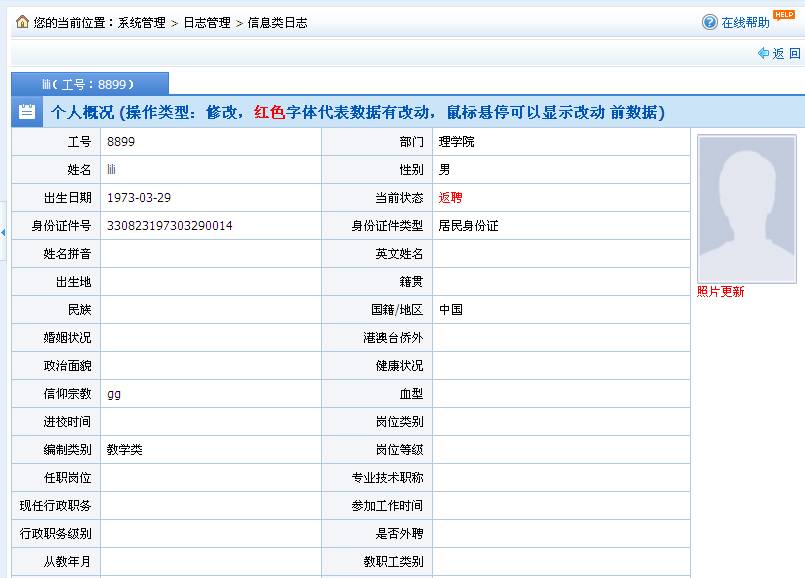 您的当前位置：系统管理 > 日志管理 > 信息类日志
在线帮助 HELP
返 回
lili（工号：8899）
个人概况 (操作类型：修改，红色字体代表数据有改动，鼠标悬停可以显示改动 前数据)
工号 8899 部门 理学院
姓名 lili 性别 男
出生日期 1973-03-29 当前状态 返聘
身份证件号 330823197303290014 身份证件类型 居民身份证
姓名拼音 英文姓名
出生地 籍贯
民族 国籍/地区 中国
婚姻状况 港澳台侨外
政治面貌 健康状况
信仰宗教 gg 血型
进校时间 岗位类别
编制类别 教学类 岗位等级
任职岗位 专业技术职称
现任行政职务 参加工作时间
行政职务级别 是否外聘
从教年月 教职工类别
照片更新